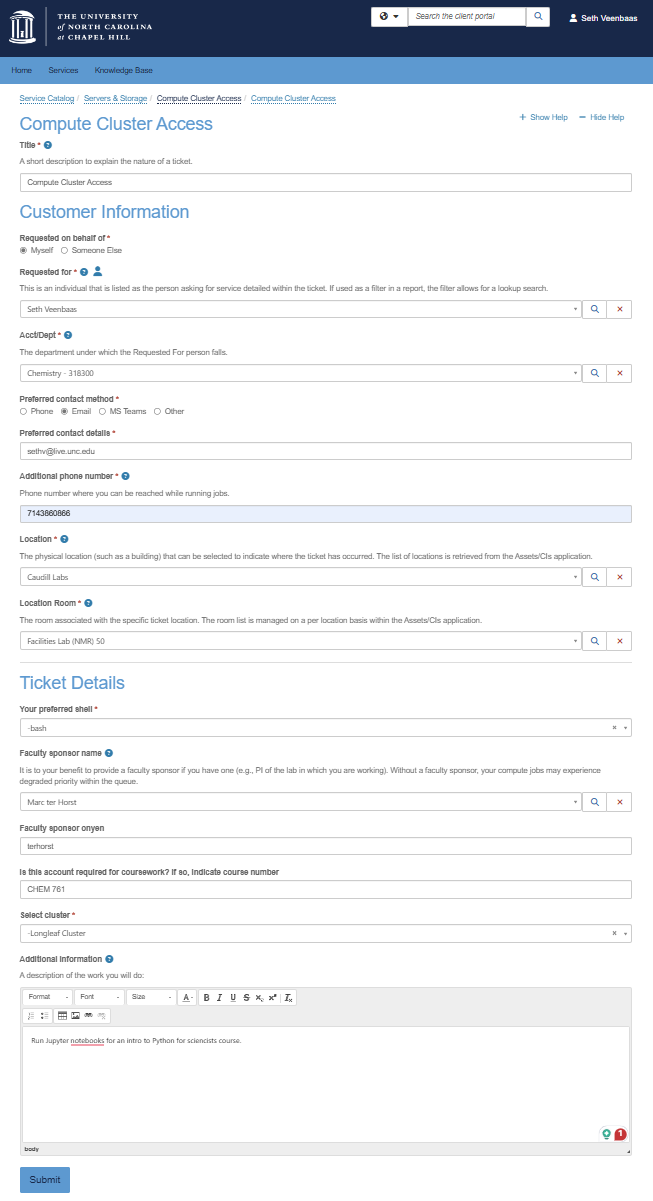 THE UNIVERSITY
of NORTH CAROLINA
at CHAPEL HILL
Search the client portal
Seth Veenbaas
Home Services Knowledge Base
Service Catalog / Servers & Storage / Compute Cluster Access / Compute Cluster Access
Compute Cluster Access
+ Show Help − Hide Help
Title * ?
A short description to explain the nature of a ticket.
Compute Cluster Access
Customer Information
Requested on behalf of *
Myself Someone Else
Requested for * ?
This is an individual that is listed as the person asking for service detailed within the ticket. If used as a filter in a report, the filter allows for a lookup search.
Seth Veenbaas
Acct/Dept * ?
The department under which the Requested For person falls.
Chemistry - 318300
Preferred contact method *
Phone Email MS Teams Other
Preferred contact details *
sethv@live.unc.edu
Additional phone number * ?
Phone number where you can be reached while running jobs.
7143860866
Location * ?
The physical location (such as a building) that can be selected to indicate where the ticket has occurred. The list of locations is retrieved from the Assets/CIs application.
Caudill Labs
Location Room * ?
The room associated with the specific ticket location. The room list is managed on a per location basis within the Assets/CIs application.
Facilities Lab (NMR) 50
Ticket Details
Your preferred shell *
-bash
Faculty sponsor name ?
It is to your benefit to provide a faculty sponsor if you have one (e.g., PI of the lab in which you are working). Without a faculty sponsor, your compute jobs may experience
degraded priority within the queue.
Marc ter Horst
Faculty sponsor onyen
terhorst
Is this account required for coursework? If so, indicate course number
CHEM 761
Select cluster *
-Longleaf Cluster
Additional Information ?
A description of the work you will do:
Format Font Size A B I U S x₂ x² Tx
Run Jupyter notebooks for an intro to Python for sciencists course.
1
body
Submit